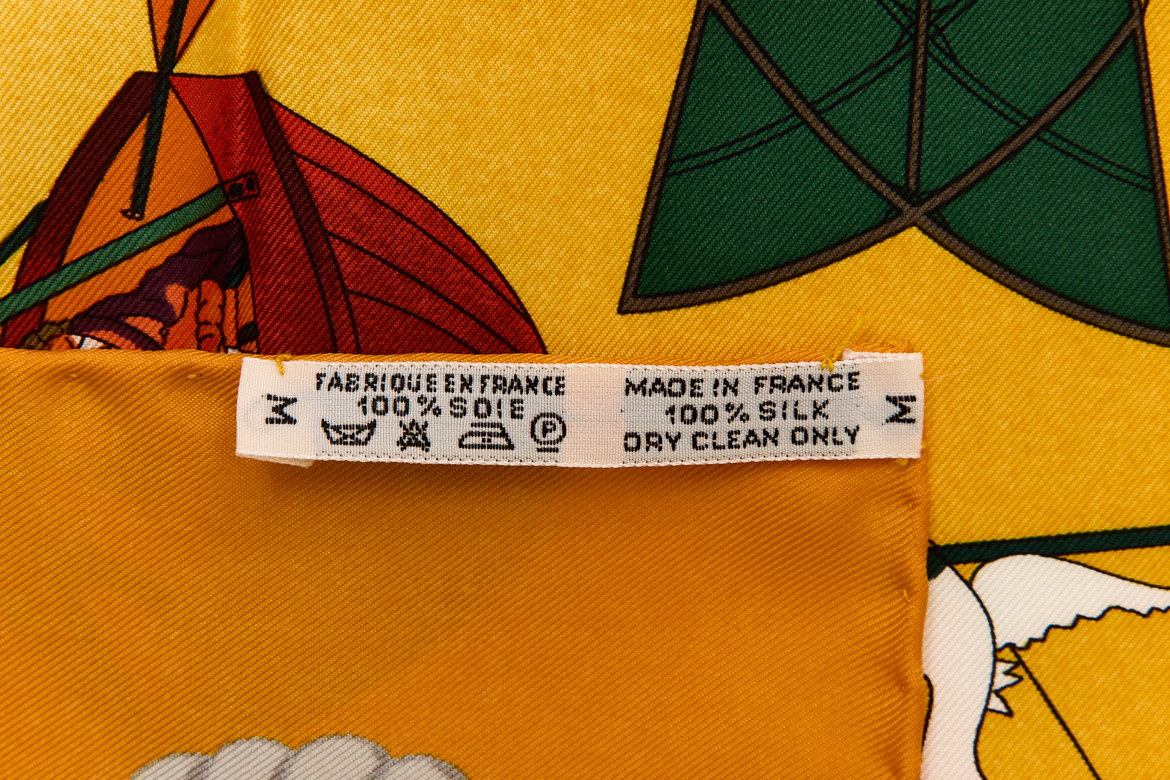 M
FABRIQUE EN FRANCE
100% SOIE
P
MADE IN FRANCE
100% SILK
DRY CLEAN ONLY
M